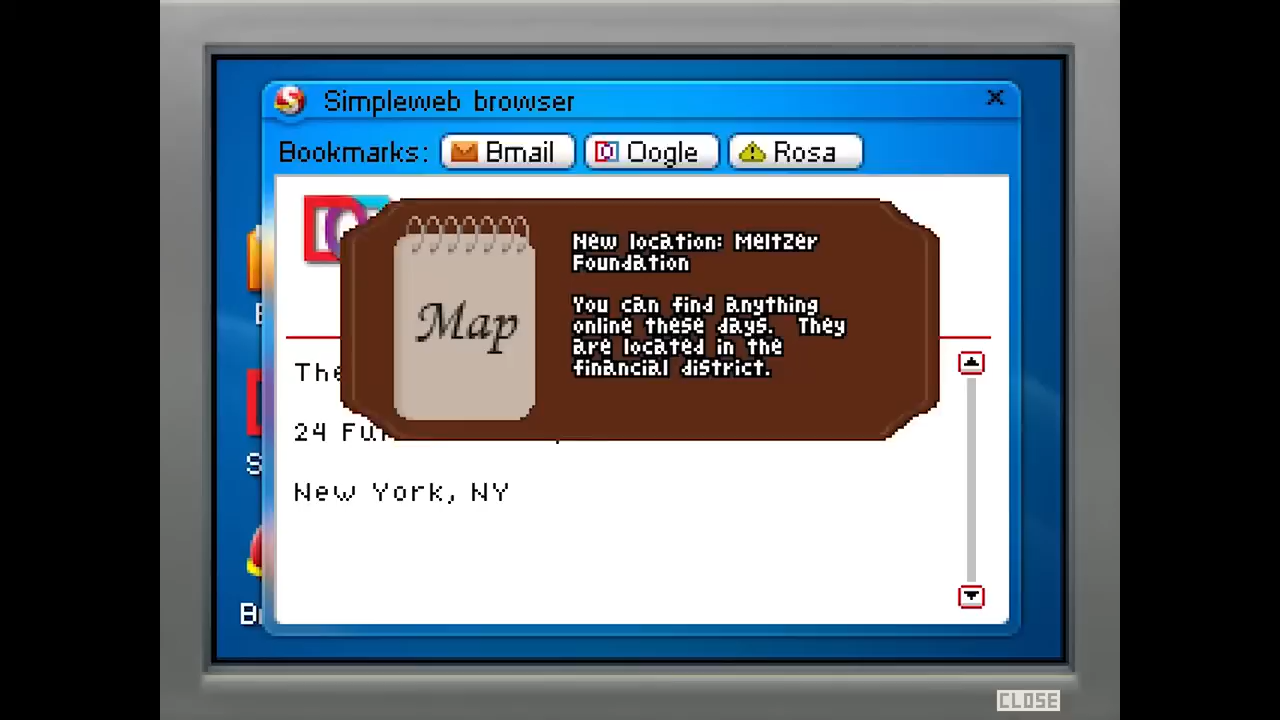 Simpleweb browser
Bookmarks: Bmail Oogle Rosa
New location: Meltzer
Foundation
You can find anything
online these days. They
are located in the
financial district.
Map
24
New York, NY
CLOSE